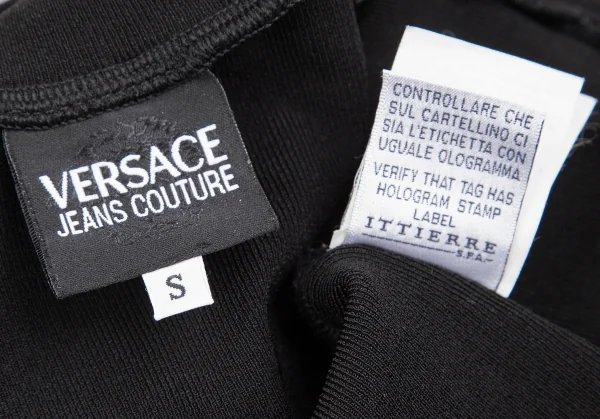 VERSACE
JEANS COUTURE
S
CONTROLLARE CHE
SUL CARTELLINO CI
SIA L'ETICHETTA CON
UGUALE OLOGRAMMA
VERIFY THAT TAG HAS
HOLOGRAM STAMP
LABEL
ITTIERRE
S.P.A.